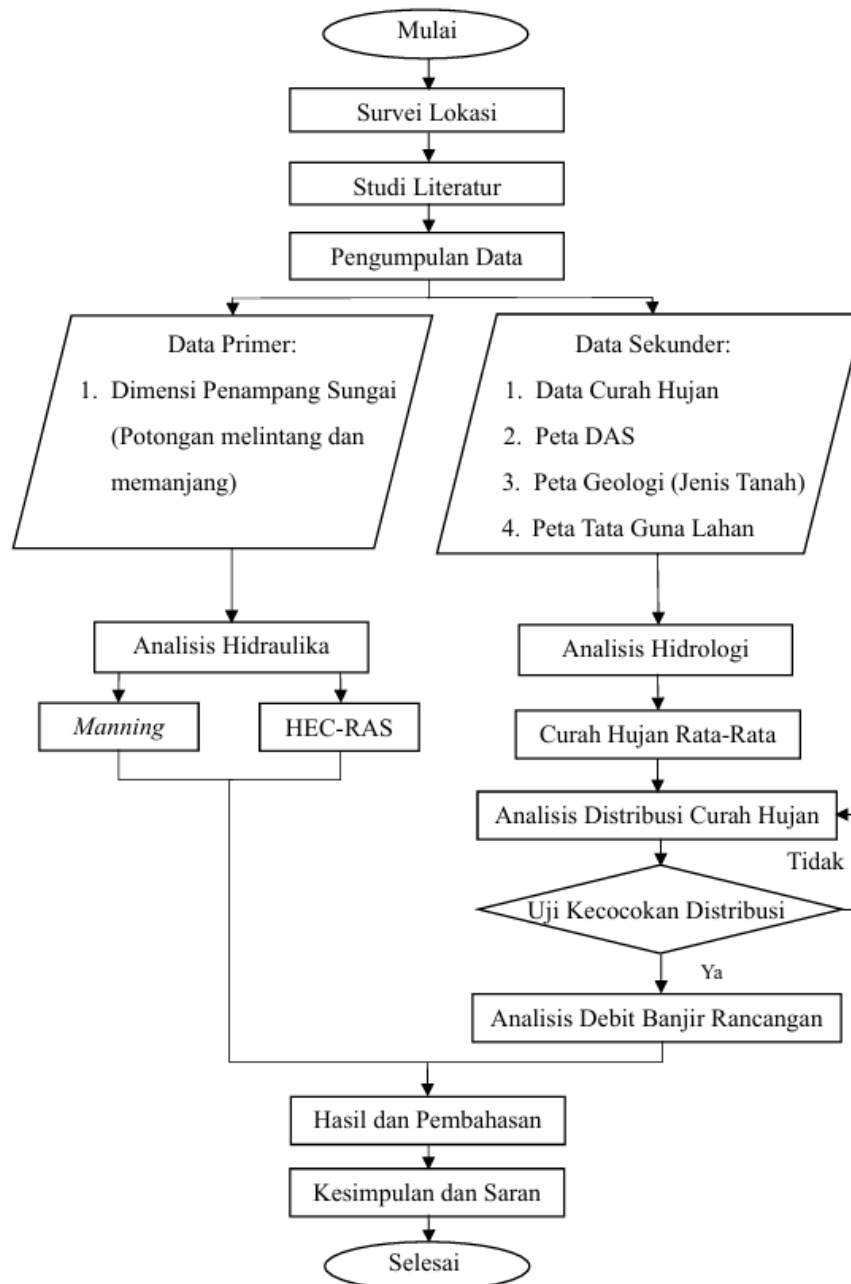 Mulai
Survei Lokasi
Studi Literatur
Pengumpulan Data
Data Primer:
1. Dimensi Penampang Sungai
(Potongan melintang dan
memanjang)
Data Sekunder:
1. Data Curah Hujan
2. Peta DAS
3. Peta Geologi (Jenis Tanah)
4. Peta Tata Guna Lahan
Analisis Hidraulika
Manning
HEC-RAS
Analisis Hidrologi
Curah Hujan Rata-Rata
Analisis Distribusi Curah Hujan
Tidak
Uji Kecocokan Distribusi
Ya
Analisis Debit Banjir Rancangan
Hasil dan Pembahasan
Kesimpulan dan Saran
Selesai